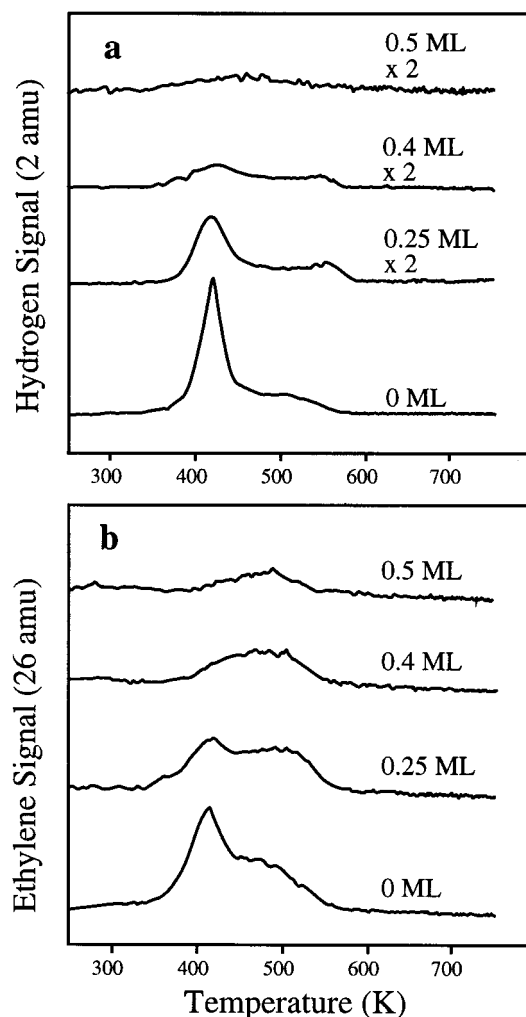 a
0.5 ML
x 2
0.4 ML
x 2
0.25 ML
x 2
0 ML
Hydrogen Signal (2 amu)
300 400 500 600 700
b
0.5 ML
0.4 ML
0.25 ML
0 ML
Ethylene Signal (26 amu)
300 400 500 600 700
Temperature (K)